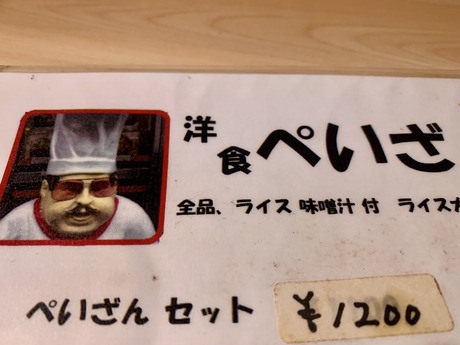 洋食ぺいざ
全品、ライス 味噌汁 付 ライス
ぺいざん セット ¥1200